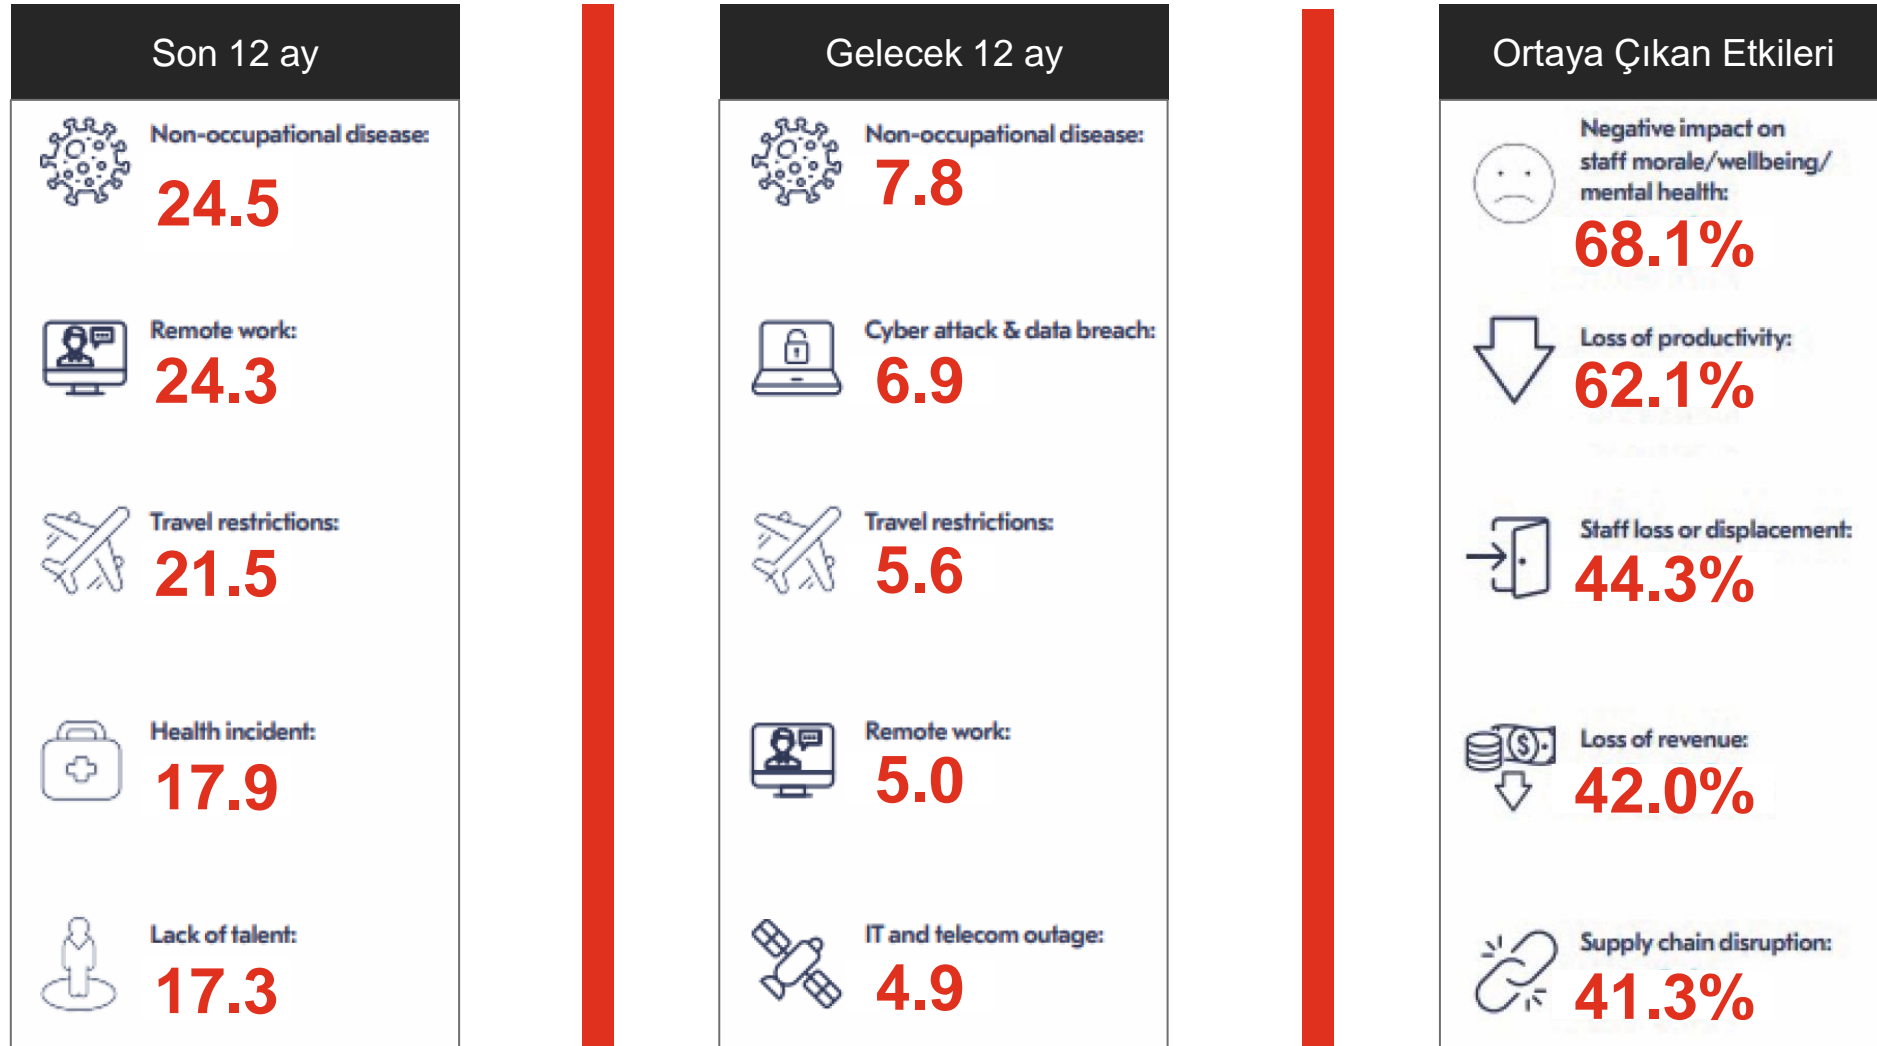 Son 12 ay
Non-occupational disease:
24.5
Remote work:
24.3
Travel restrictions:
21.5
Health incident:
17.9
Lack of talent:
17.3
Gelecek 12 ay
Non-occupational disease:
7.8
Cyber attack & data breach:
6.9
Travel restrictions:
5.6
Remote work:
5.0
IT and telecom outage:
4.9
Ortaya Çıkan Etkileri
Negative impact on
staff morale/wellbeing/
mental health:
68.1%
Loss of productivity:
62.1%
Staff loss or displacement:
44.3%
Loss of revenue:
42.0%
Supply chain disruption:
41.3%